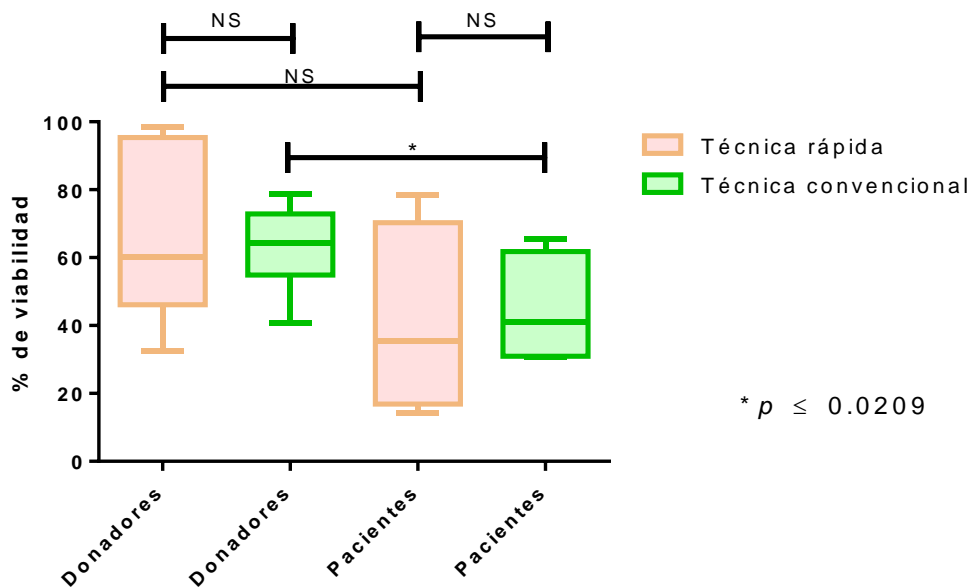 NS
NS
NS
*
% de viabilidad
100
80
60
40
20
0
Donadores
Donadores
Pacientes
Pacientes
Técnica rápida
Técnica convencional
* p ≤ 0.0209